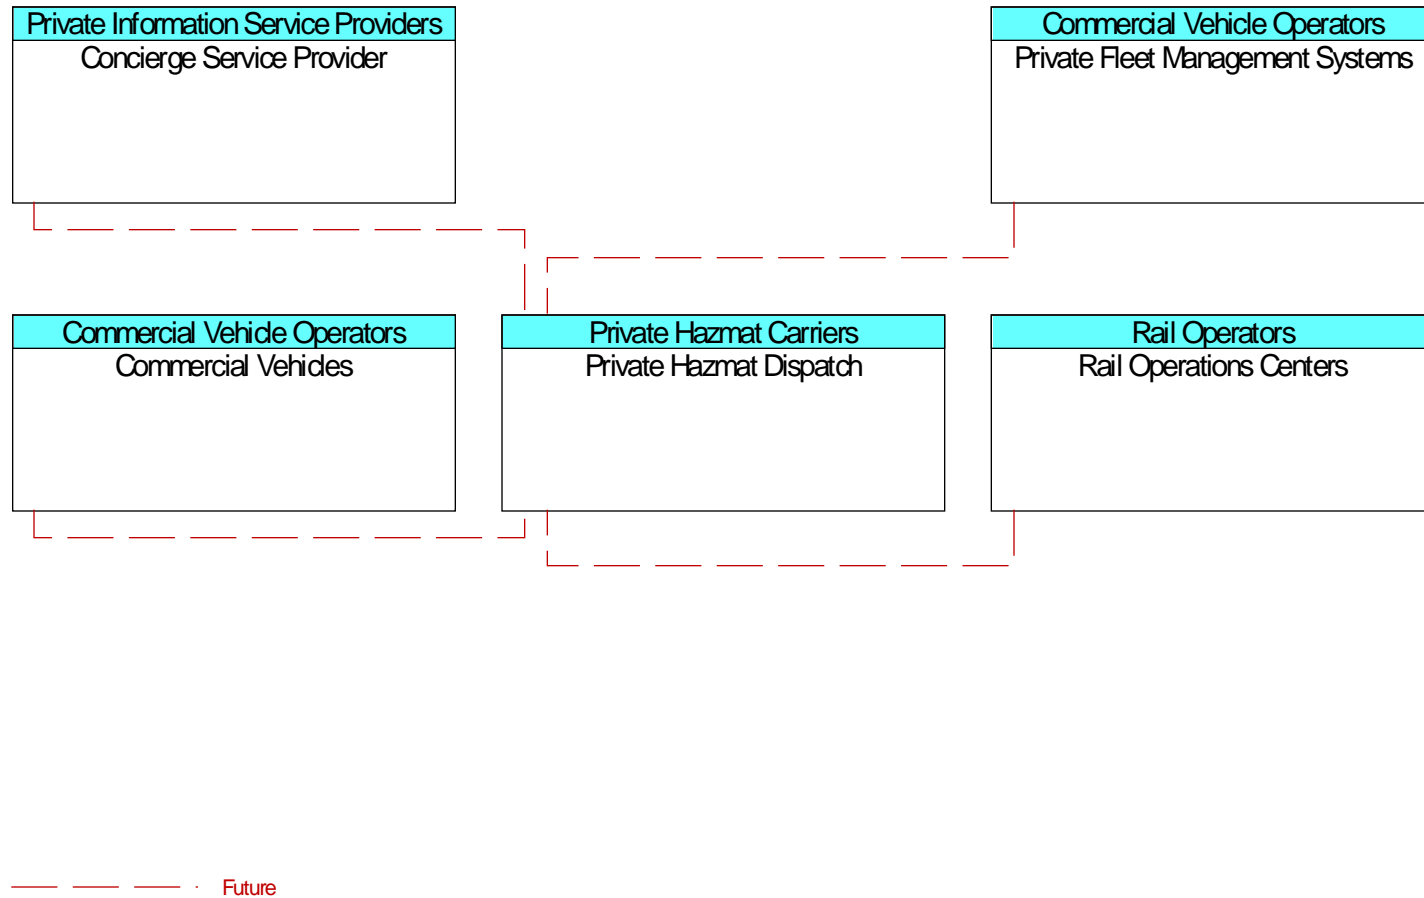 Private Information Service Providers
Concierge Service Provider
Commercial Vehicle Operators
Private Fleet Management Systems
Commercial Vehicle Operators
Commercial Vehicles
Private Hazmat Carriers
Private Hazmat Dispatch
Rail Operators
Rail Operations Centers
Future